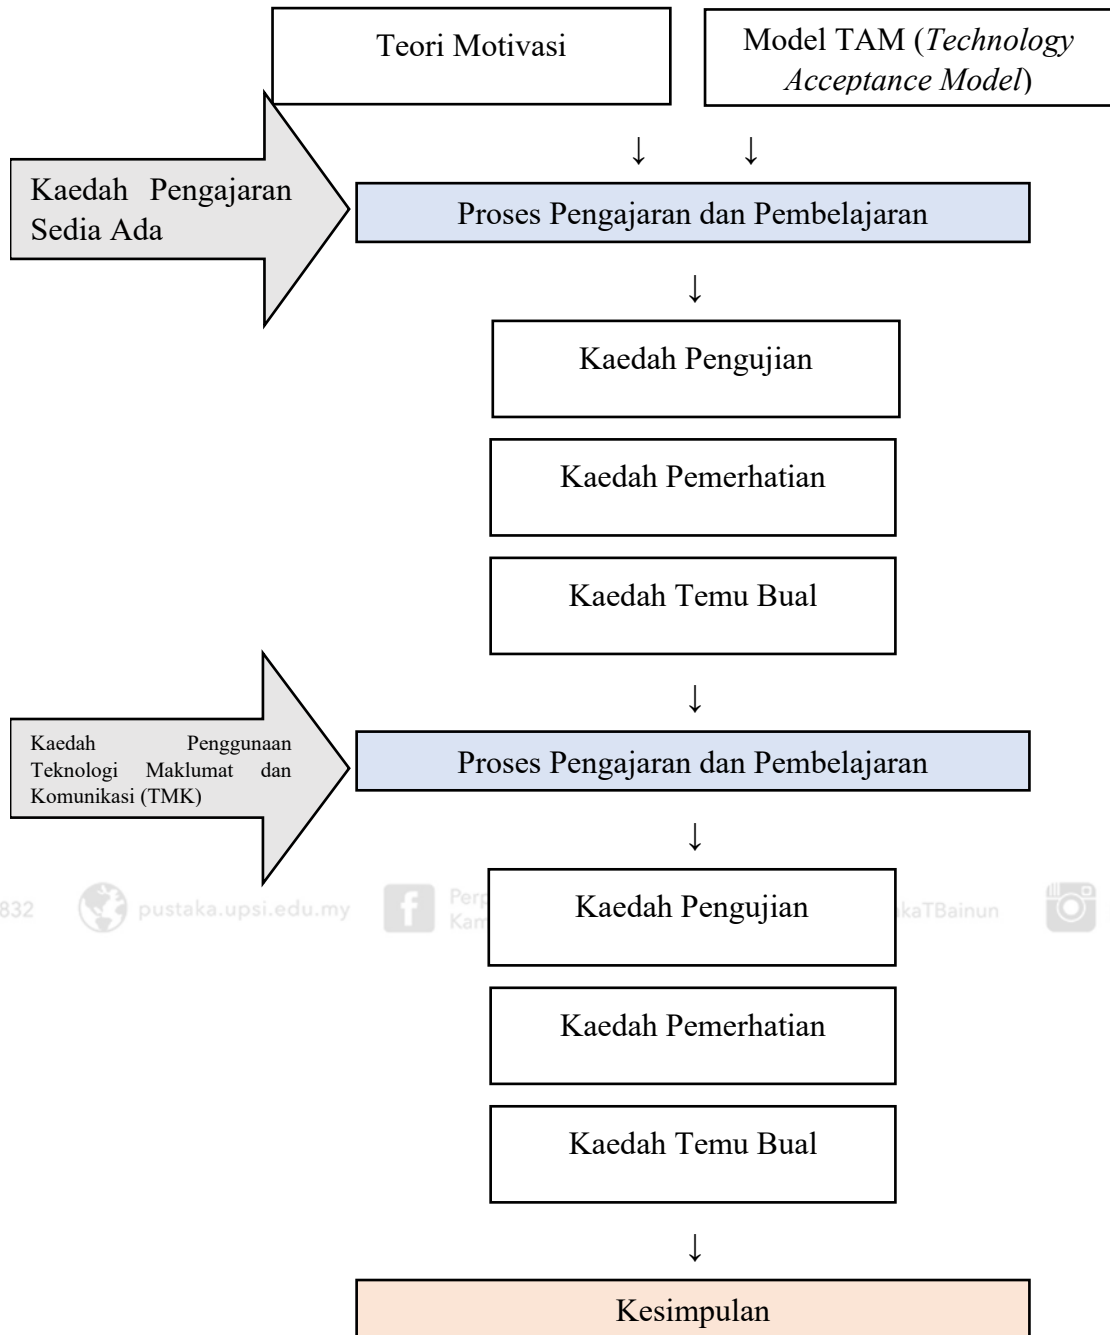 Teori Motivasi
Model TAM (Technology
Acceptance Model)
↓ ↓
Kaedah Pengajaran
Sedia Ada
Proses Pengajaran dan Pembelajaran
↓
Kaedah Pengujian
Kaedah Pemerhatian
Kaedah Temu Bual
↓
Kaedah Penggunaan
Teknologi Maklumat dan
Komunikasi (TMK)
Proses Pengajaran dan Pembelajaran
↓
832 pustaka.upsi.edu.my
Kaedah Pengujian
kaTBainun
Kaedah Pemerhatian
Kaedah Temu Bual
↓
Kesimpulan